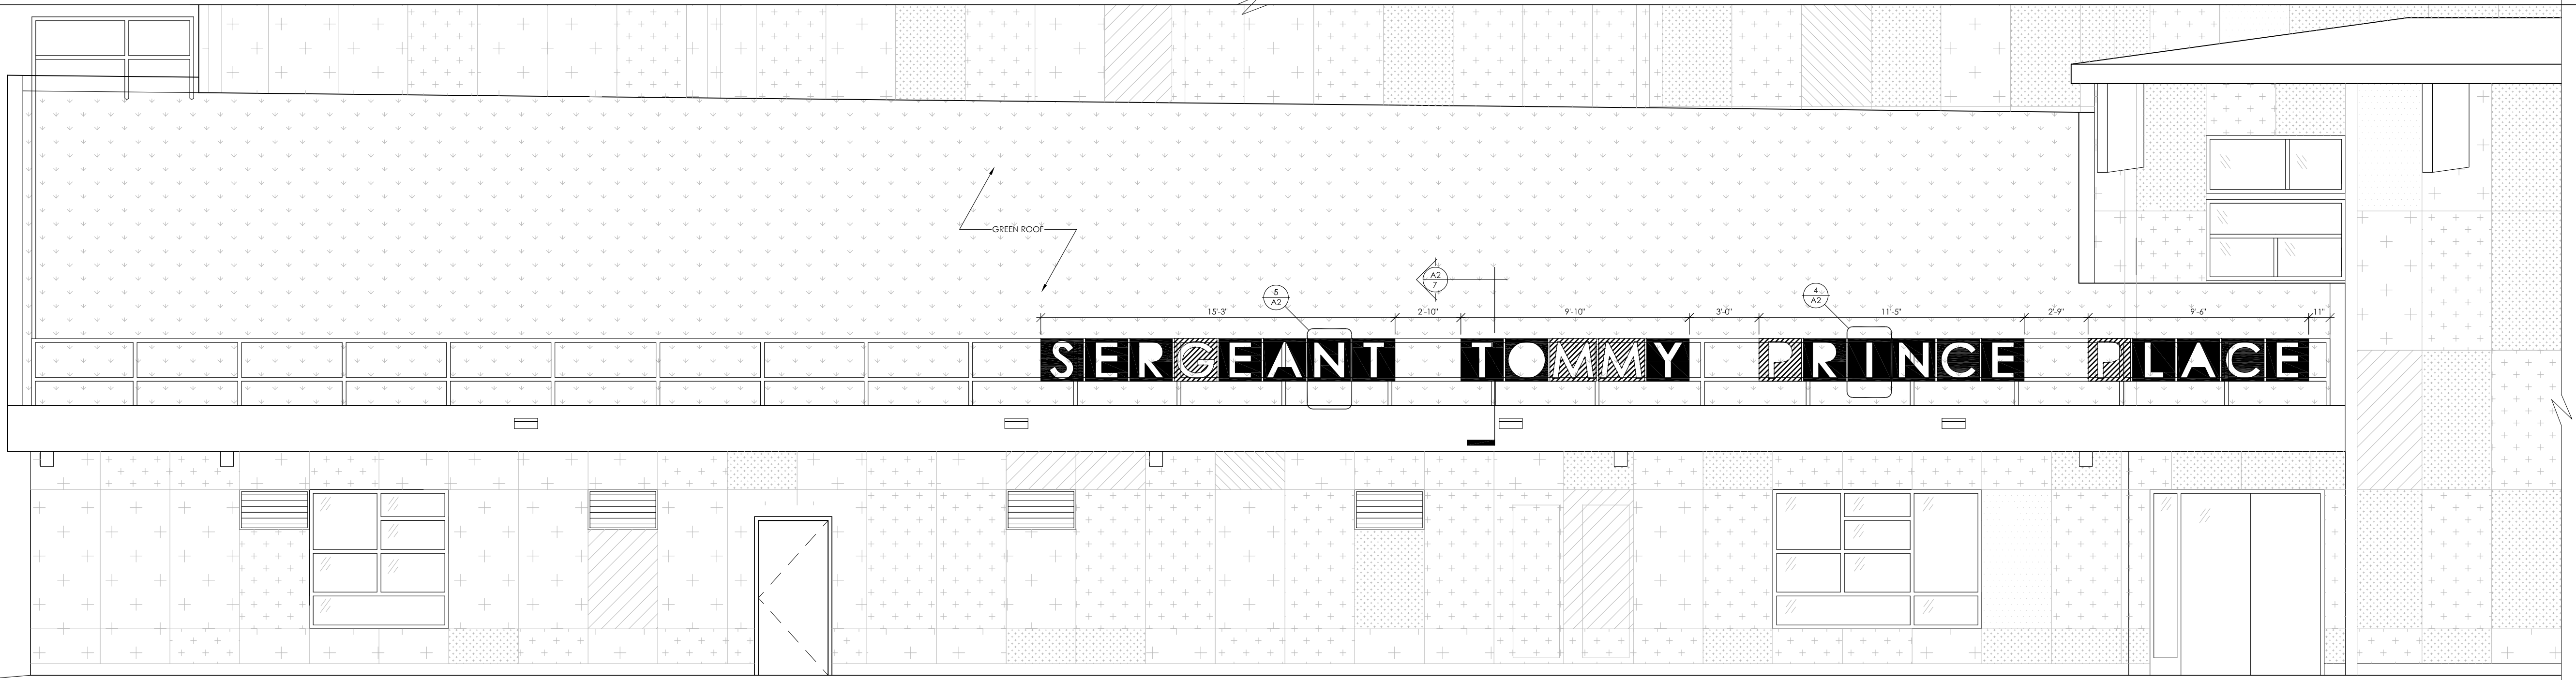 GREEN ROOF
A2
7
5
A2
4
A2
15'-3" 2'-10" 9'-10" 3'-0" 11'-5" 2'-9" 9'-6" 11"
SERGEANT TOMMY PRINCE PLACE